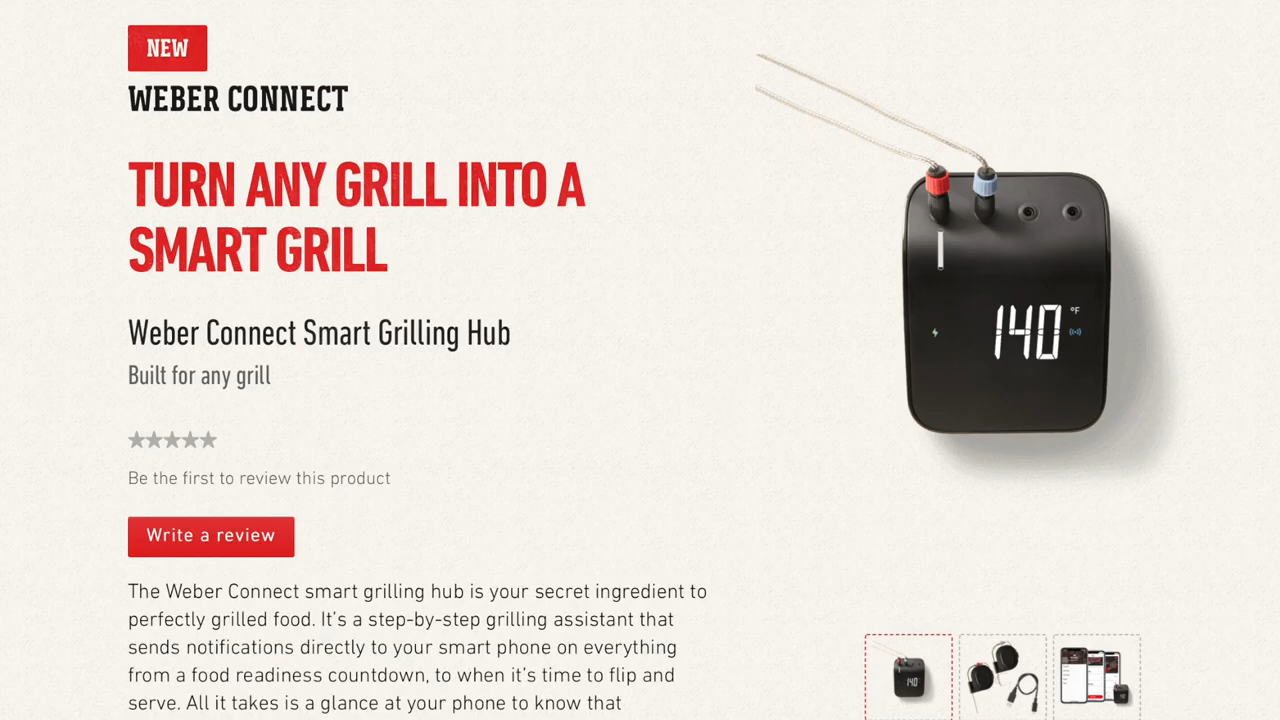 NEW
WEBER CONNECT
TURN ANY GRILL INTO A
SMART GRILL
Weber Connect Smart Grilling Hub
Built for any grill
Be the first to review this product
Write a review
The Weber Connect smart grilling hub is your secret ingredient to
perfectly grilled food. It’s a step-by-step grilling assistant that
sends notifications directly to your smart phone on everything
from a food readiness countdown, to when it’s time to flip and
serve. All it takes is a glance at your phone to know that
140 °F
140